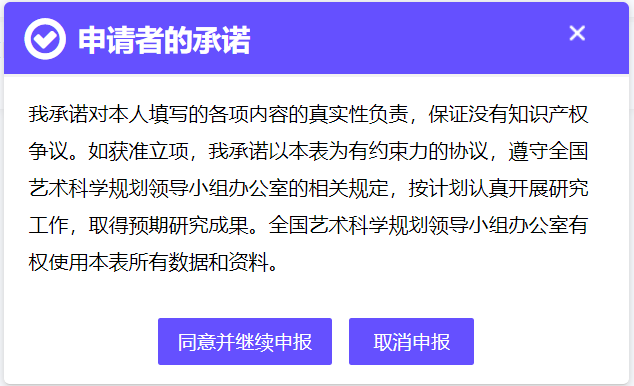 申请者的承诺
我承诺对本人填写的各项内容的真实性负责，保证没有知识产权
争议。如获准立项，我承诺以本表为有约束力的协议，遵守全国
艺术科学规划领导小组办公室的相关规定，按计划认真开展研究
工作，取得预期研究成果。全国艺术科学规划领导小组办公室有
权使用本表所有数据和资料。
同意并继续申报
取消申报